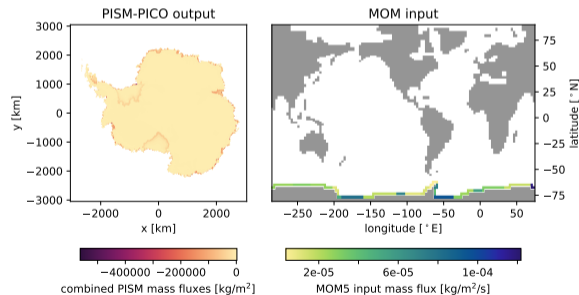 PISM-PICO output
MOM input
3000
2000
1000
0
−1000
−2000
−3000
y [km]
−2000 0 2000
x [km]
75
50
25
0
−25
−50
−75
latitude [°N]
−250 −200 −150 −100 −50 0 50
longitude [°E]
−400000 −200000 0
combined PISM mass fluxes [kg/m²]
2e-05 6e-05 1e-04
MOM5 input mass flux [kg/m²/s]